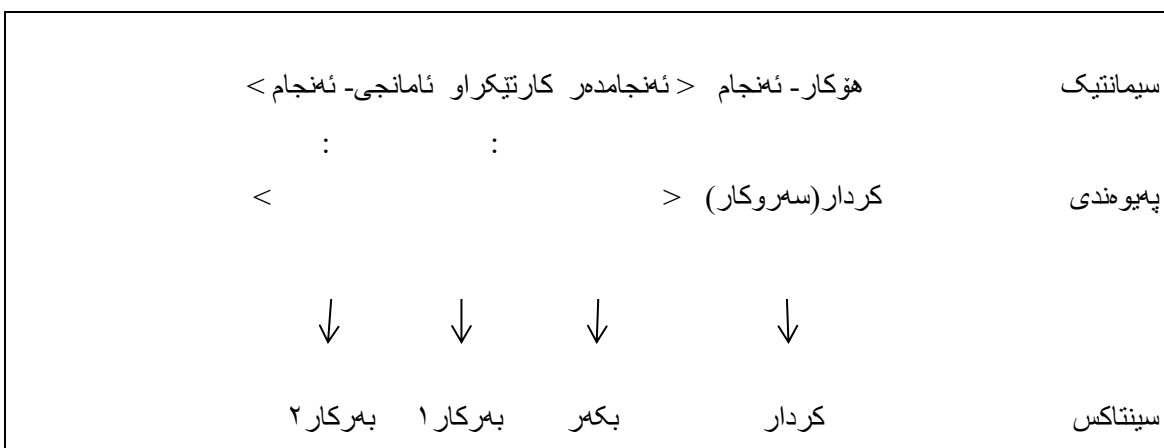 سیمانتیک هۆکار- ئەنجام < ئەنجامدەر کارتێکراو ئامانجی- ئەنجام >
: :
پەیوەندی کردار(سەروکار) < >
سینتاکس کردار بکەر بەرکار١ بەرکار٢